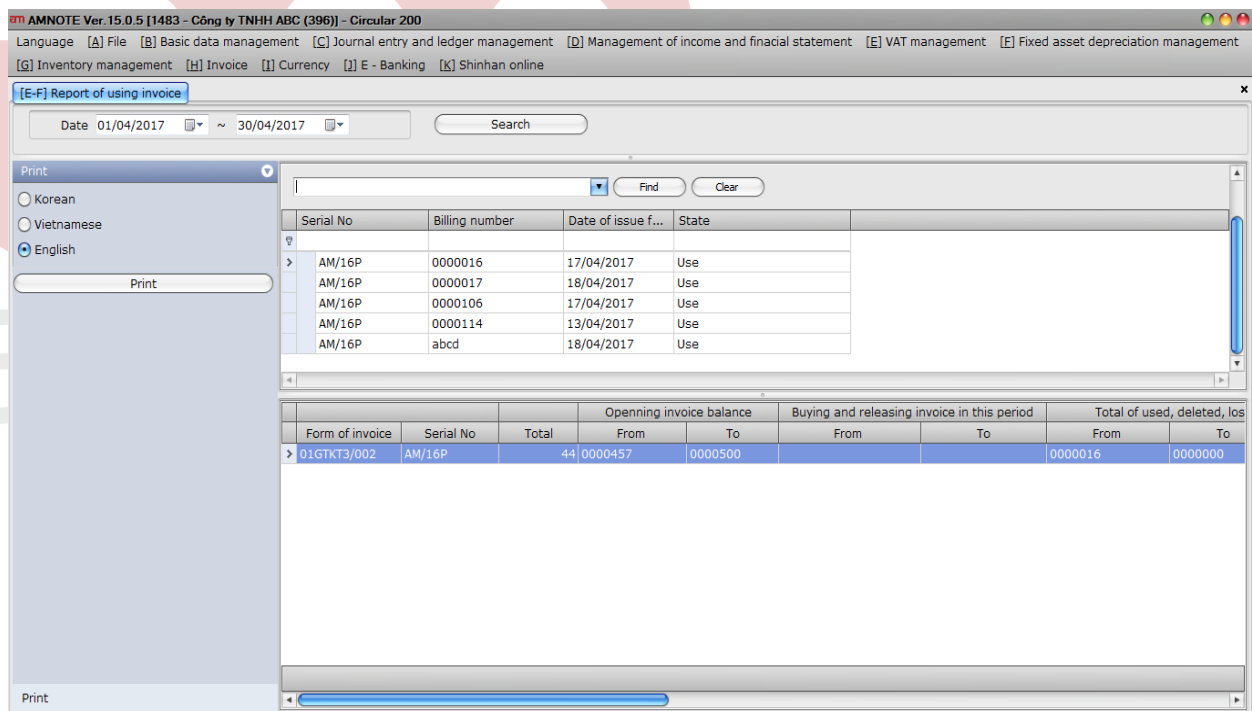 am AMNOTE Ver.15.0.5 [1483 - Công ty TNHH ABC (396)] - Circular 200
Language [A] File [B] Basic data management [C] Journal entry and ledger management [D] Management of income and finacial statement [E] VAT management [F] Fixed asset depreciation management
[G] Inventory management [H] Invoice [I] Currency [J] E - Banking [K] Shinhan online
[E-F] Report of using invoice x
Date 01/04/2017 ~ 30/04/2017 Search
Print
Korean
Vietnamese
English
Print
Find Clear
Serial No Billing number Date of issue f... State
AM/16P 0000016 17/04/2017 Use
AM/16P 0000017 18/04/2017 Use
AM/16P 0000106 17/04/2017 Use
AM/16P 0000114 13/04/2017 Use
AM/16P abcd 18/04/2017 Use
Openning invoice balance Buying and releasing invoice in this period Total of used, deleted, los
Form of invoice Serial No Total From To From To From To
01GTKT3/002 AM/16P 44 0000457 0000500 0000016 0000000
Print